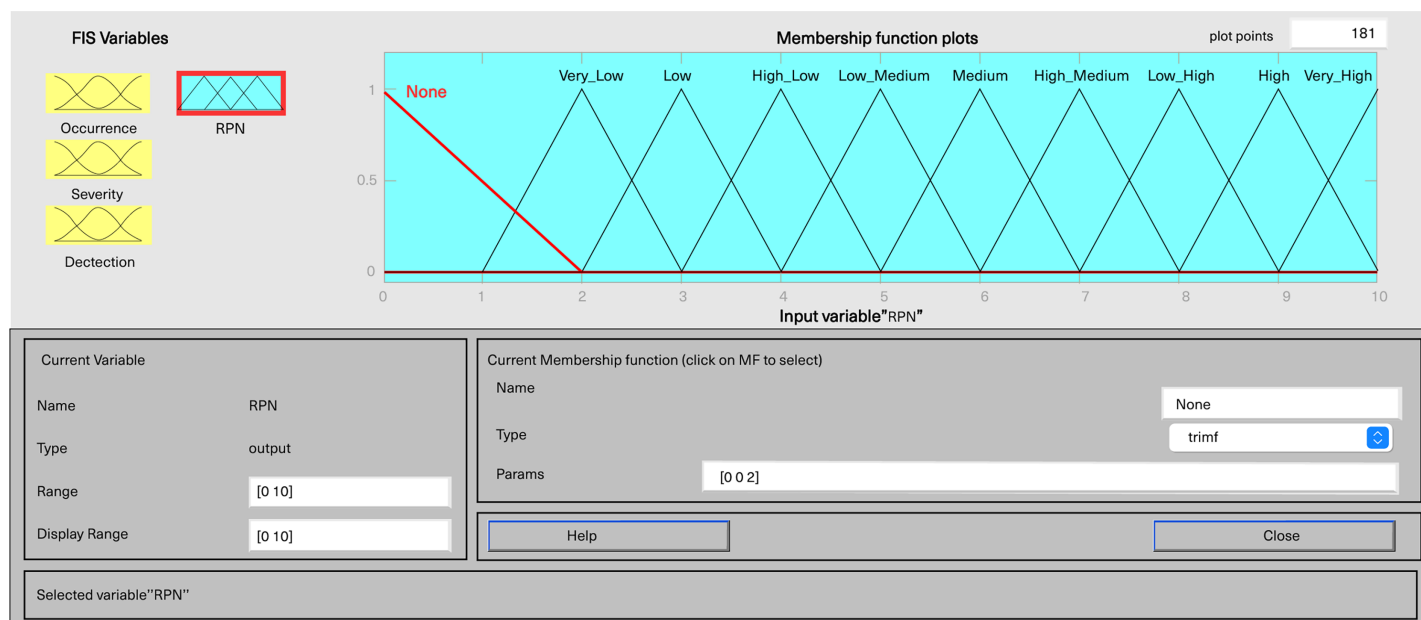 FIS Variables
Membership function plots
plot points 181
Occurrence
RPN
Severity
Dectection
Very_Low Low High_Low Low_Medium Medium High_Medium Low_High High Very_High
None
1
0.5
0
0 1 2 3 4 5 6 7 8 9 10
Input variable"RPN"
Current Variable
Name RPN
Type output
Range [0 10]
Display Range [0 10]
Current Membership function (click on MF to select)
Name None
Type trimf
Params [0 0 2]
Help Close
Selected variable"RPN"